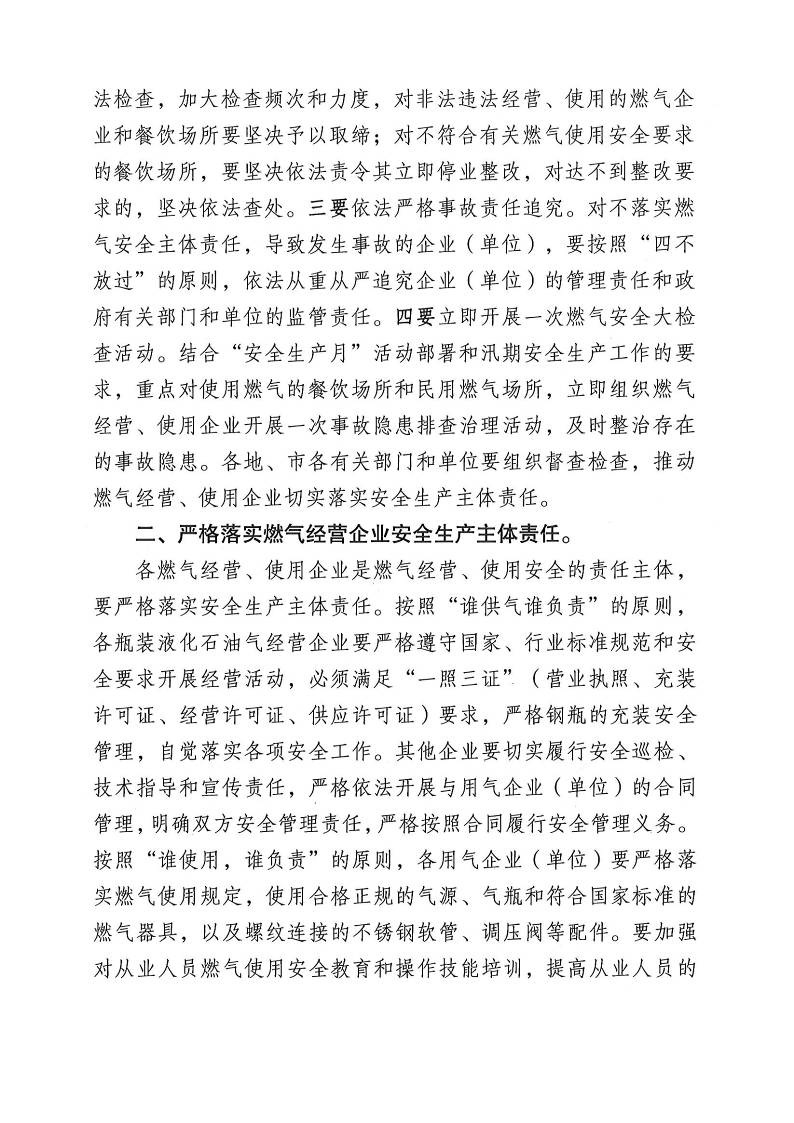 法检查，加大检查频次和力度，对非法违法经营、使用的燃气企
业和餐饮场所要坚决予以取缔；对不符合有关燃气使用安全要求
的餐饮场所，要坚决依法责令其立即停业整改，对达不到整改要
求的，坚决依法查处。三要依法严格事故责任追究。对不落实燃
气安全主体责任，导致发生事故的企业（单位），要按照“四不
放过”的原则，依法从重从严追究企业（单位）的管理责任和政
府有关部门和单位的监管责任。四要立即开展一次燃气安全大检
查活动。结合“安全生产月”活动部署和汛期安全生产工作的要
求，重点对使用燃气的餐饮场所和民用燃气场所，立即组织燃气
经营、使用企业开展一次事故隐患排查治理活动，及时整治存在
的事故隐患。各地、市各有关部门和单位要组织督查检查，推动
燃气经营、使用企业切实落实安全生产主体责任。
二、严格落实燃气经营企业安全生产主体责任。
各燃气经营、使用企业是燃气经营、使用安全的责任主体，
要严格落实安全生产主体责任。按照“谁供气谁负责”的原则，
各瓶装液化石油气经营企业要严格遵守国家、行业标准规范和安
全要求开展经营活动，必须满足“一照三证”（营业执照、充装
许可证、经营许可证、供应许可证）要求，严格钢瓶的充装安全
管理，自觉落实各项安全工作。其他企业要切实履行安全巡检、
技术指导和宣传责任，严格依法开展与用气企业（单位）的合同
管理，明确双方安全管理责任，严格按照合同履行安全管理义务。
按照“谁使用，谁负责”的原则，各用气企业（单位）要严格落
实燃气使用规定，使用合格正规的气源、气瓶和符合国家标准的
燃气器具，以及螺纹连接的不锈钢软管、调压阀等配件。要加强
对从业人员燃气使用安全教育和操作技能培训，提高从业人员的